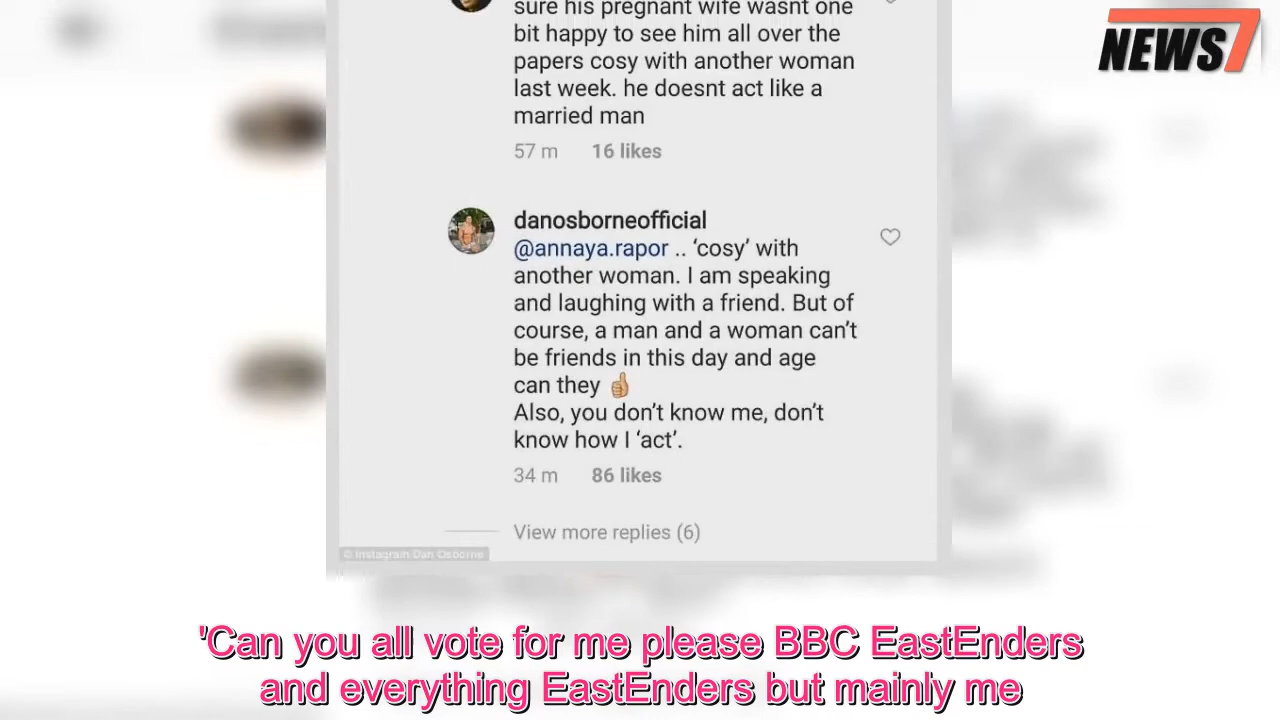 NEWS7
sure his pregnant wife wasnt one
bit happy to see him all over the
papers cosy with another woman
last week. he doesnt act like a
married man
57 m 16 likes
danosborneofficial
@annaya.rapor .. ‘cosy’ with
another woman. I am speaking
and laughing with a friend. But of
course, a man and a woman can’t
be friends in this day and age
can they 👍🏼
Also, you don’t know me, don’t
know how I ‘act’.
34 m 86 likes
View more replies (6)
© Instagram Dan Osborne
'Can you all vote for me please BBC EastEnders
and everything EastEnders but mainly me